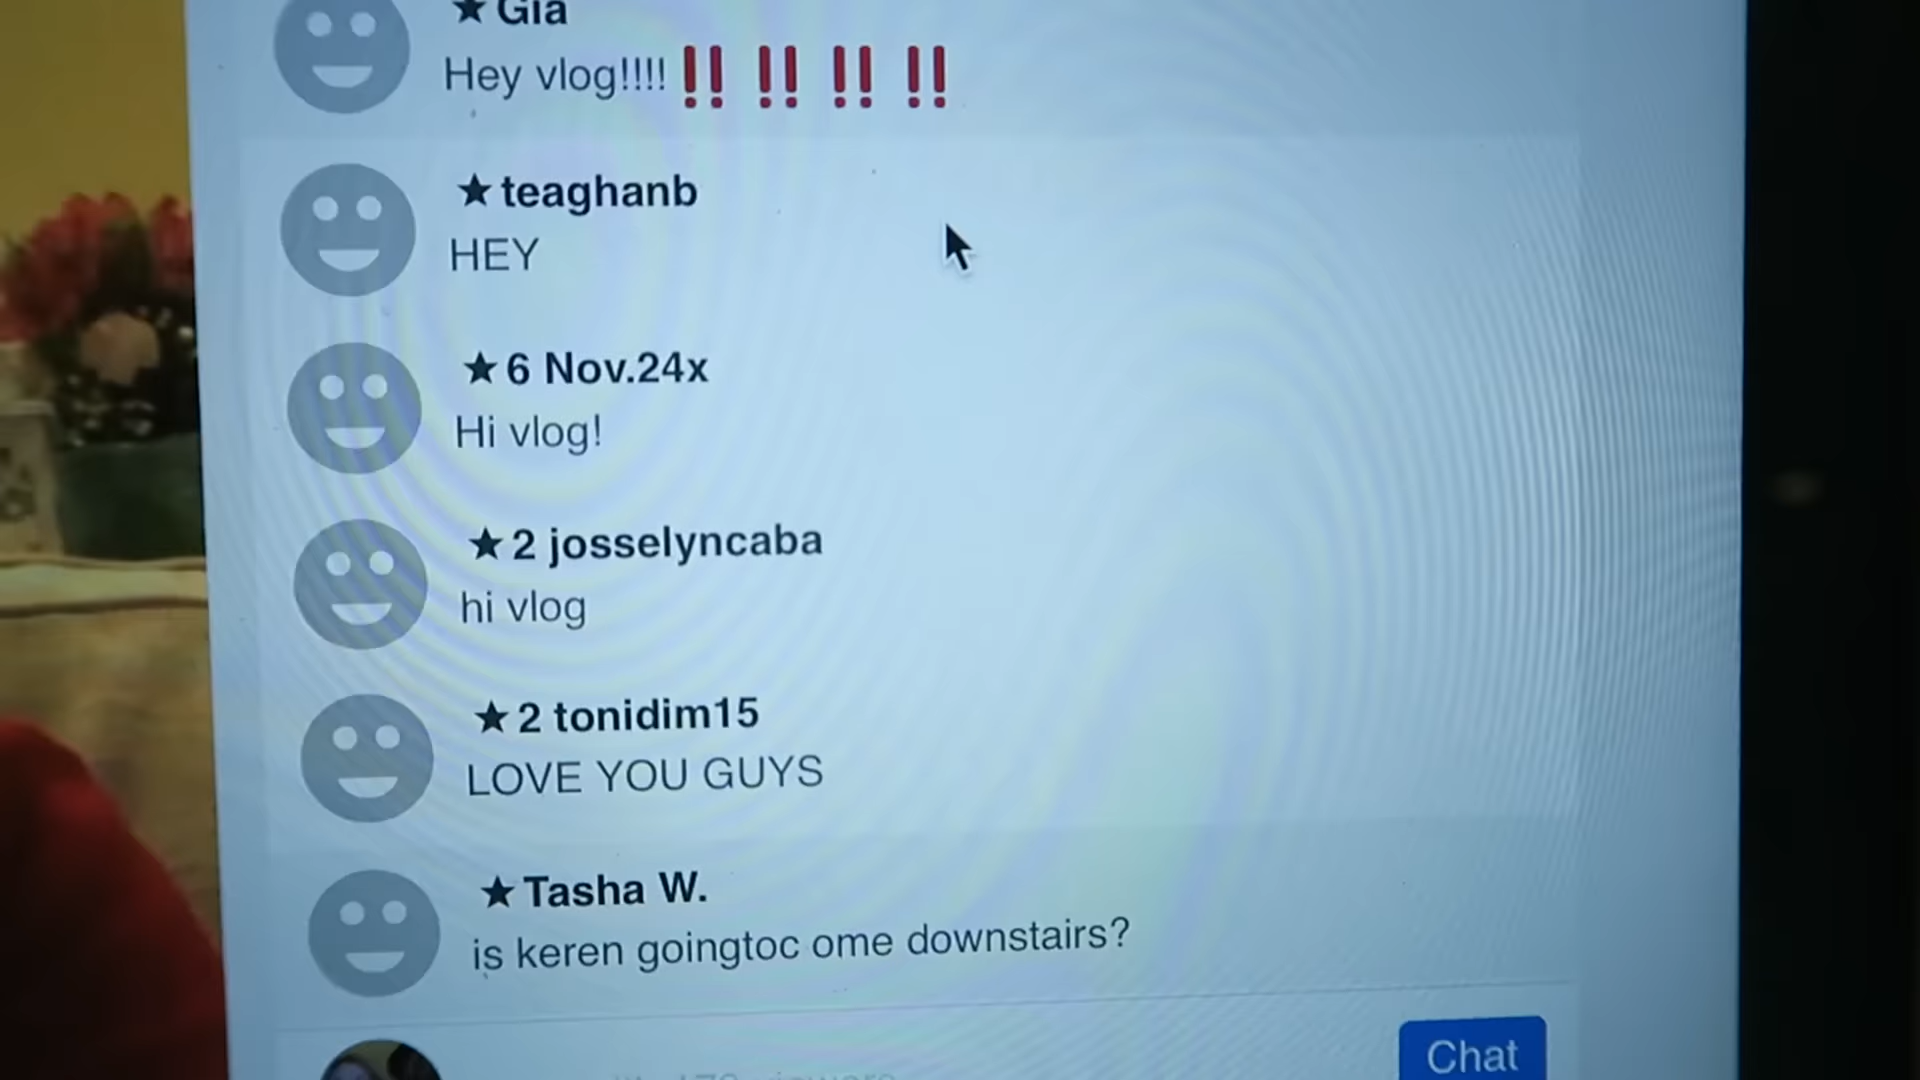 ★ Gia
Hey vlog!!!!‼️ ‼️ ‼️ ‼️
★ teaghanb
HEY
★ 6 Nov.24x
Hi vlog!
★ 2 josselyncaba
hi vlog
★ 2 tonidim15
LOVE YOU GUYS
★ Tasha W.
is keren goingtoc ome downstairs?
Chat